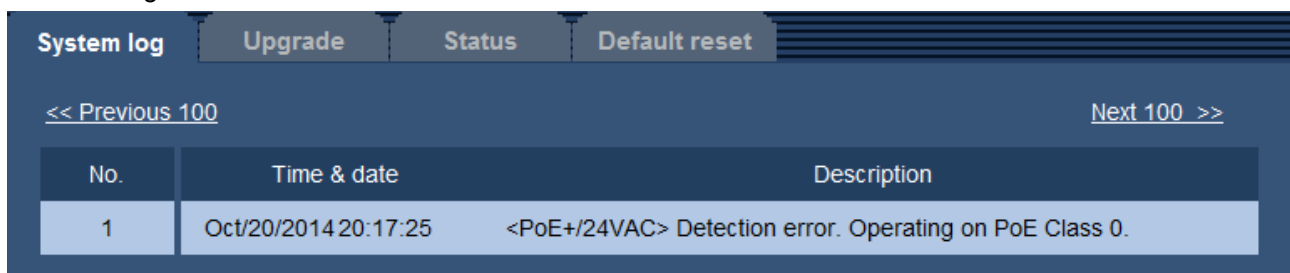 System log Upgrade Status Default reset
<< Previous 100 Next 100 >>
No. Time & date Description
1 Oct/20/2014 20:17:25 <PoE+/24VAC> Detection error. Operating on PoE Class 0.